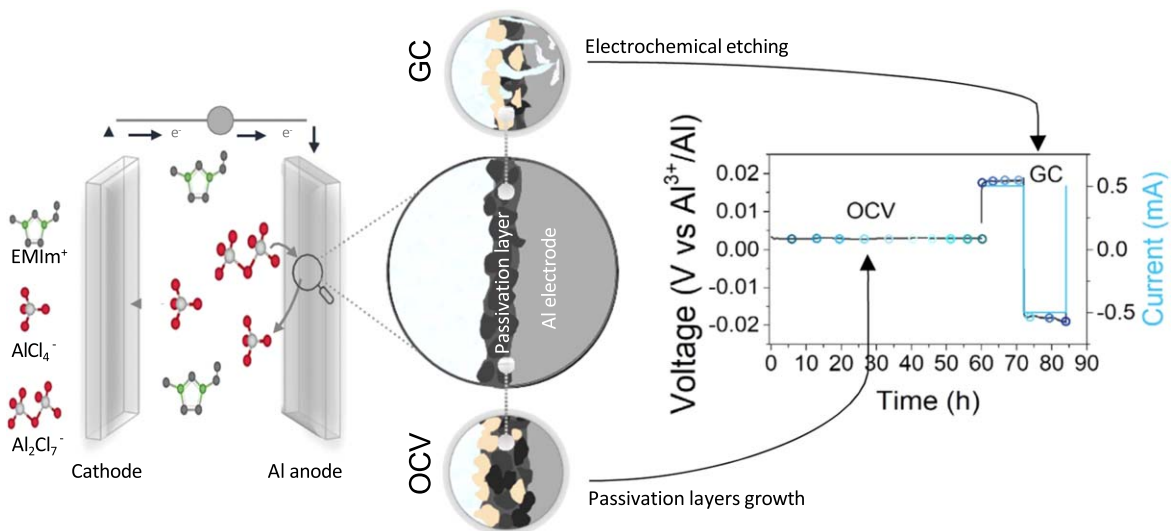 GC
Electrochemical etching
e-
e-
EMIm+
AlCl4-
Al2Cl7-
Cathode
Al anode
Passivation layer
Al electrode
OCV
Passivation layers growth
Voltage (V vs Al3+/Al)
0.02
0.01
0.00
-0.01
-0.02
OCV
GC
0.5
0.0
-0.5
Current (mA)
0 10 20 30 40 50 60 70 80 90
Time (h)